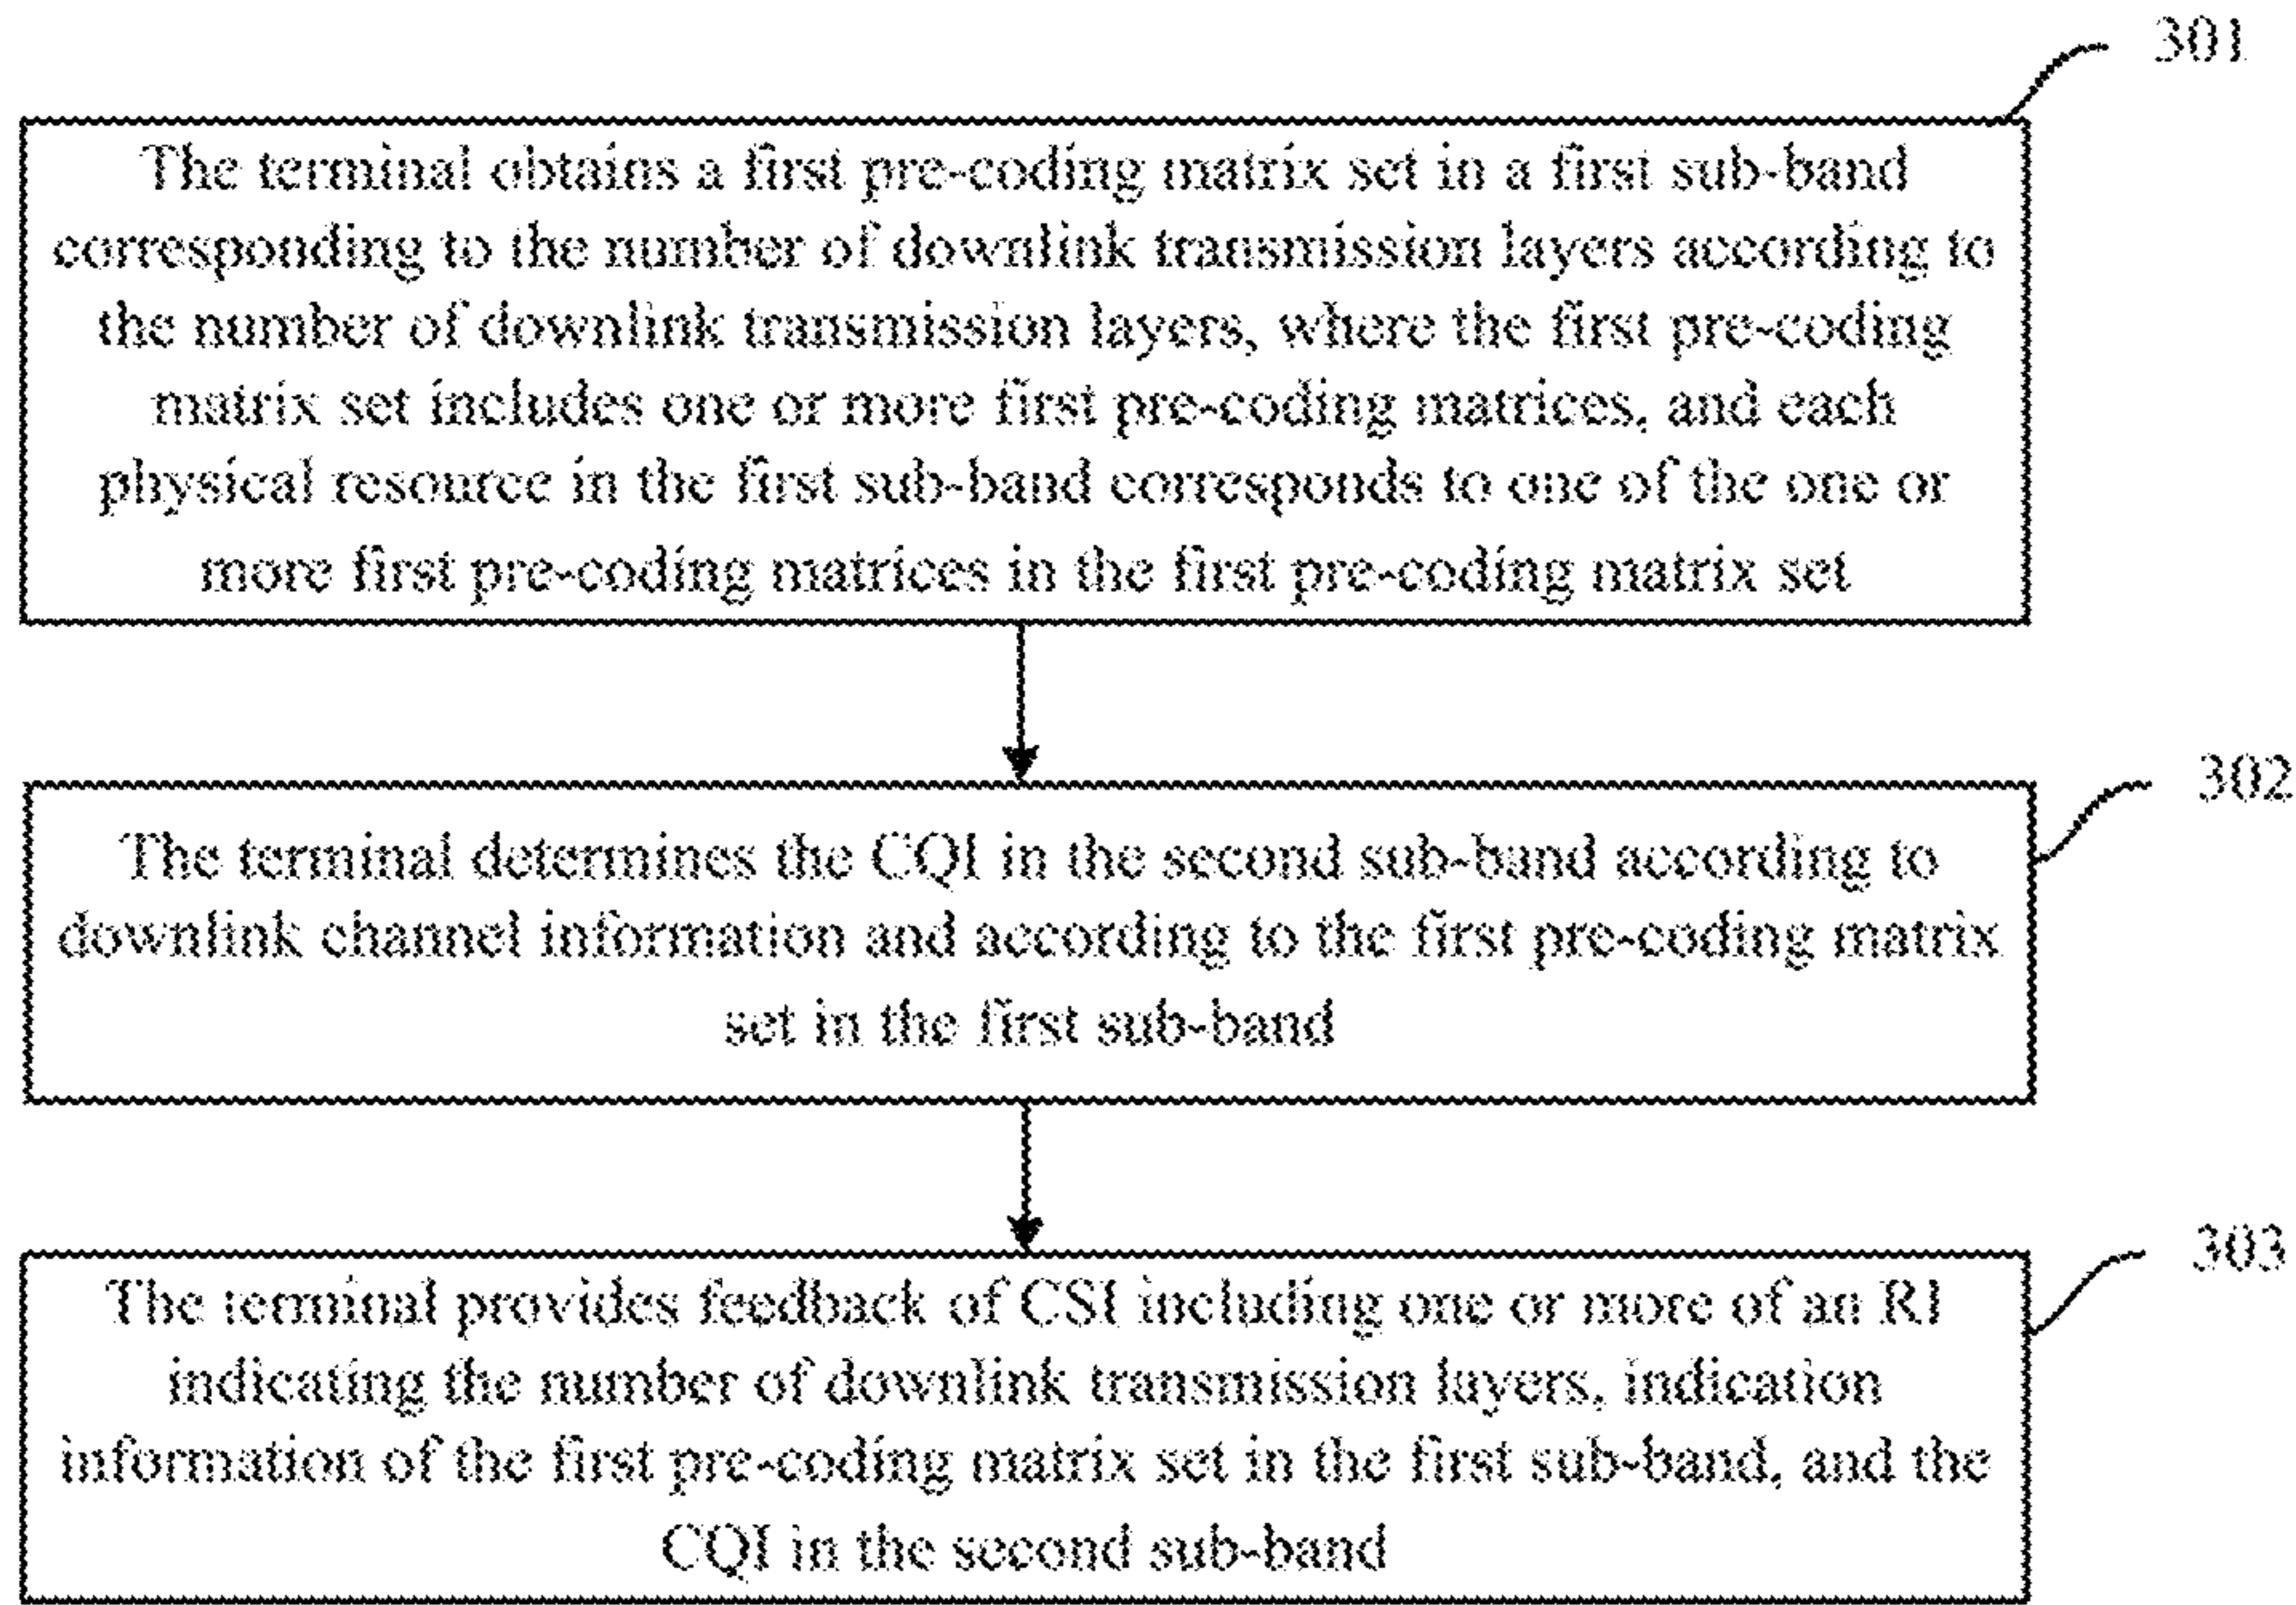 301
The terminal obtains a first pre-coding matrix set in a first sub-band
corresponding to the number of downlink transmission layers according to
the number of downlink transmission layers, where the first pre-coding
matrix set includes one or more first pre-coding matrices, and each
physical resource in the first sub-band corresponds to one of the one or
more first pre-coding matrices in the first pre-coding matrix set
302
The terminal determines the CQI in the second sub-band according to
downlink channel information and according to the first pre-coding matrix
set in the first sub-band
303
The terminal provides feedback of CSI including one or more of an RI
indicating the number of downlink transmission layers, indication
information of the first pre-coding matrix set in the first sub-band, and the
CQI in the second sub-band